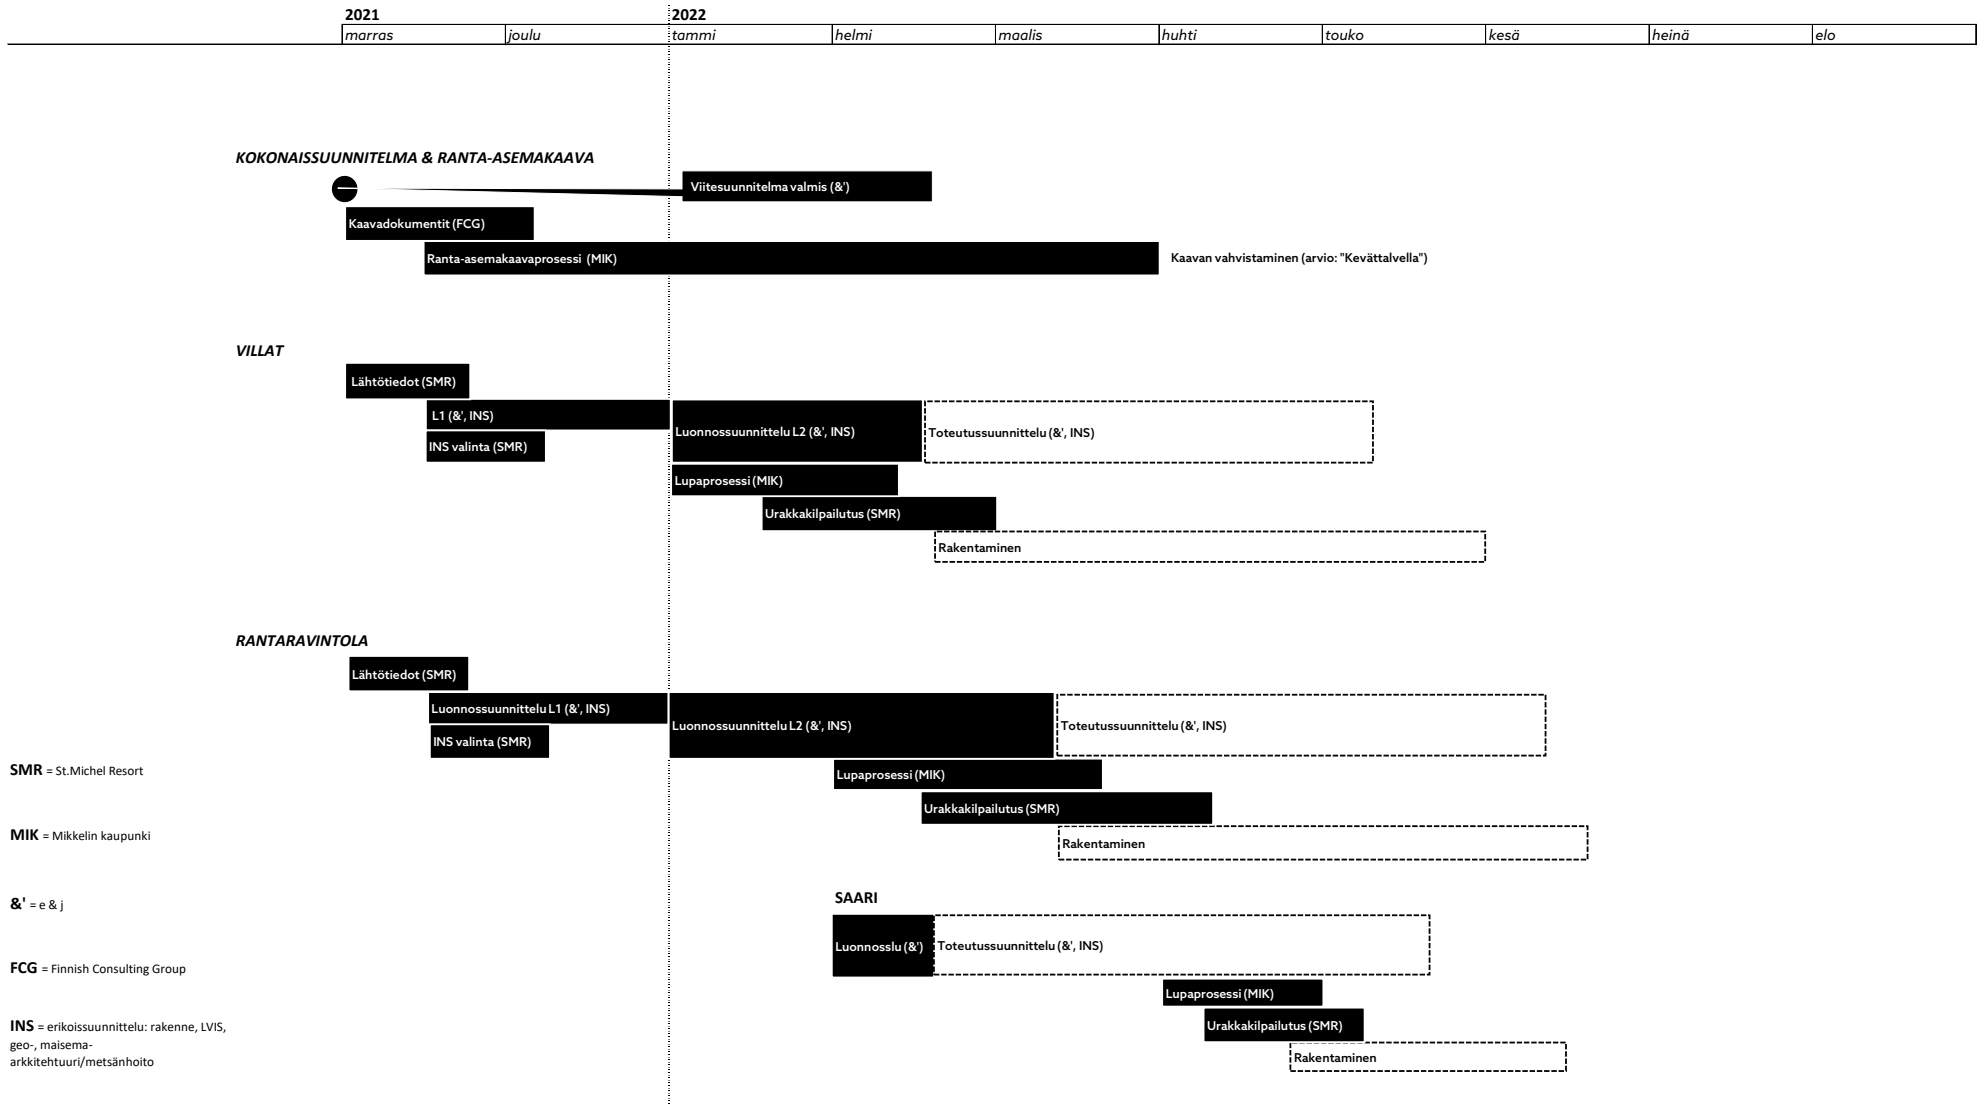 2021 2022
marras joulu tammi helmi maalis huhti touko kesä heinä elo
KOKONAISSUUNNITELMA & RANTA-ASEMAKAAVA
Viitesuunnitelma valmis (&')
Kaavadokumentit (FCG)
Ranta-asemakaavaprosessi (MIK) Kaavan vahvistaminen (arvio: "Kevättalvella")
VILLAT
Lähtötiedot (SMR)
L1 (&', INS)
Luonnossuunnittelu L2 (&', INS) Toteutussuunnittelu (&', INS)
INS valinta (SMR)
Lupaprosessi (MIK)
Urakkakilpailutus (SMR)
Rakentaminen
RANTARAVINTOLA
Lähtötiedot (SMR)
Luonnossuunnittelu L1 (&', INS)
Luonnossuunnittelu L2 (&', INS) Toteutussuunnittelu (&', INS)
INS valinta (SMR)
SMR = St.Michel Resort
Lupaprosessi (MIK)
Urakkakilpailutus (SMR)
MIK = Mikkelin kaupunki
Rakentaminen
&' = e & j
SAARI
Luonnosslu (&') Toteutussuunnittelu (&', INS)
FCG = Finnish Consulting Group
Lupaprosessi (MIK)
Urakkakilpailutus (SMR)
Rakentaminen
INS = erikoissuunnittelu: rakenne, LVIS,
geo-, maisema-
arkkitehtuuri/metsänhoito